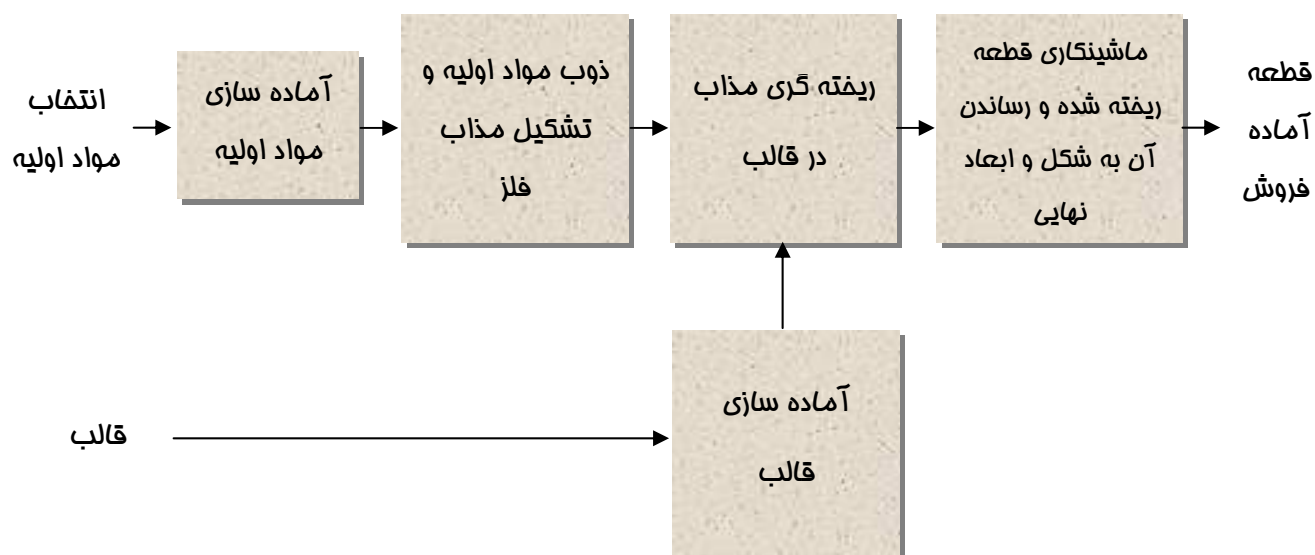 انتخاب
مواد اولیه
آماده سازی
مواد اولیه
ذوب مواد اولیه و
تشکیل مذاب
فلز
ریخته گری مذاب
در قالب
ماشینکاری قطعه
ریخته شده و رساندن
آن به شکل و ابعاد
نهایی
قطعه
آماده
فروش
قالب
آماده سازی
قالب